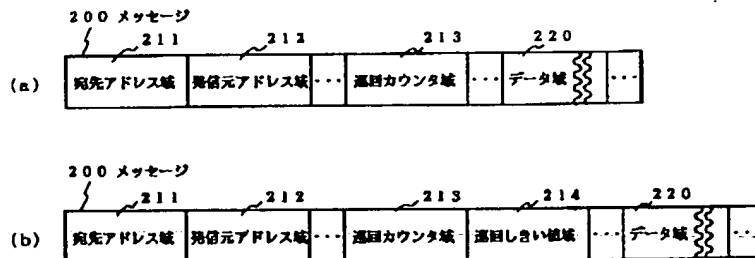 200 メッセージ
211 212 213 220
(a) 宛先アドレス域 発信元アドレス域 ・・・ 巡回カウンタ域 ・・・ データ域 ・・・
200 メッセージ
211 212 213 214 220
(b) 宛先アドレス域 発信元アドレス域 ・・・ 巡回カウンタ域 巡回しきい値域 ・・・ データ域 ・・・